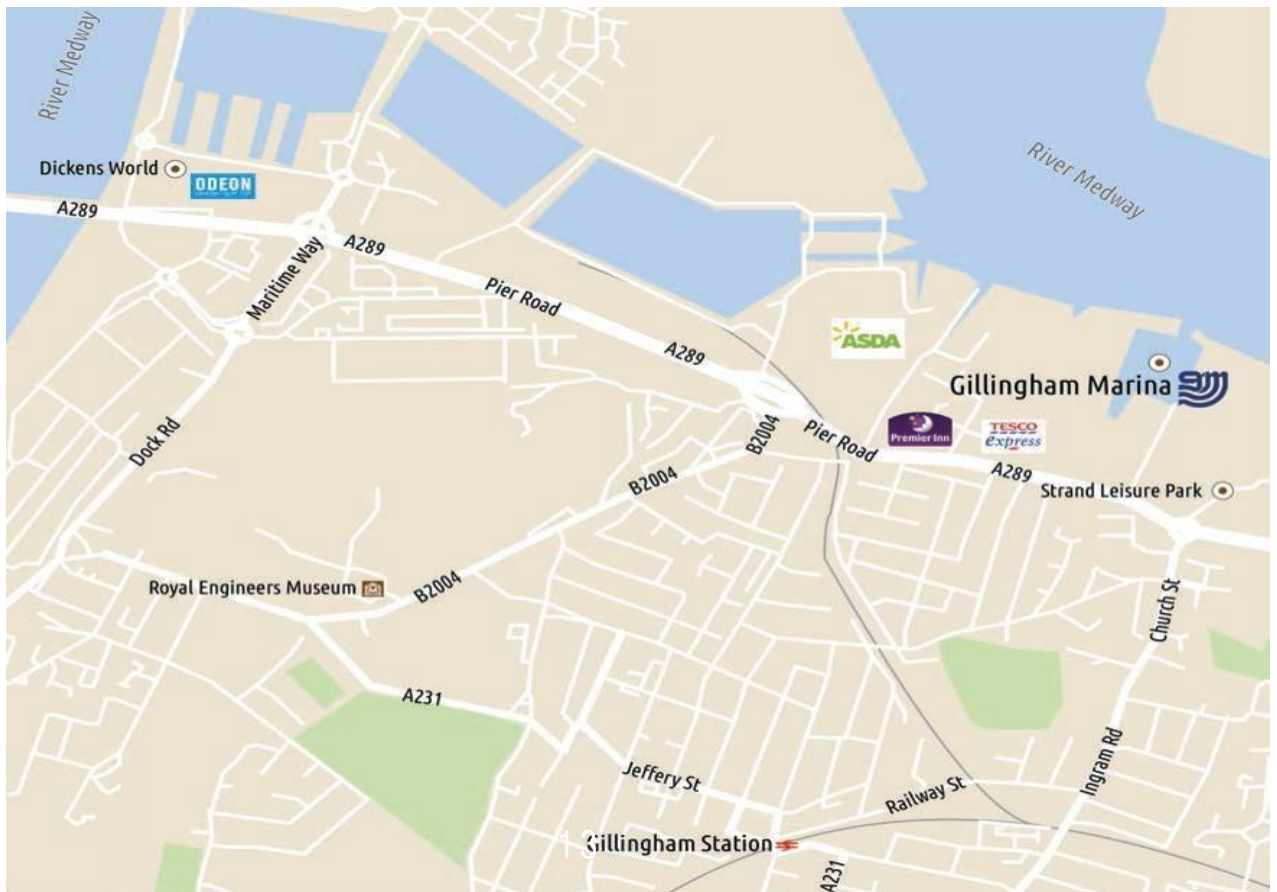 River Medway
River Medway
Dickens World
ODEON
A289
A289
Maritime Way
Pier Road
ASDA
A289
Gillingham Marina
Premier Inn
TESCO
express
Pier Road
B2004
A289
Dock Rd
B2004
Strand Leisure Park
Royal Engineers Museum
B2004
Church St
A231
Ingram Rd
Jeffery St
Railway St
13
Gillingham Station
A231